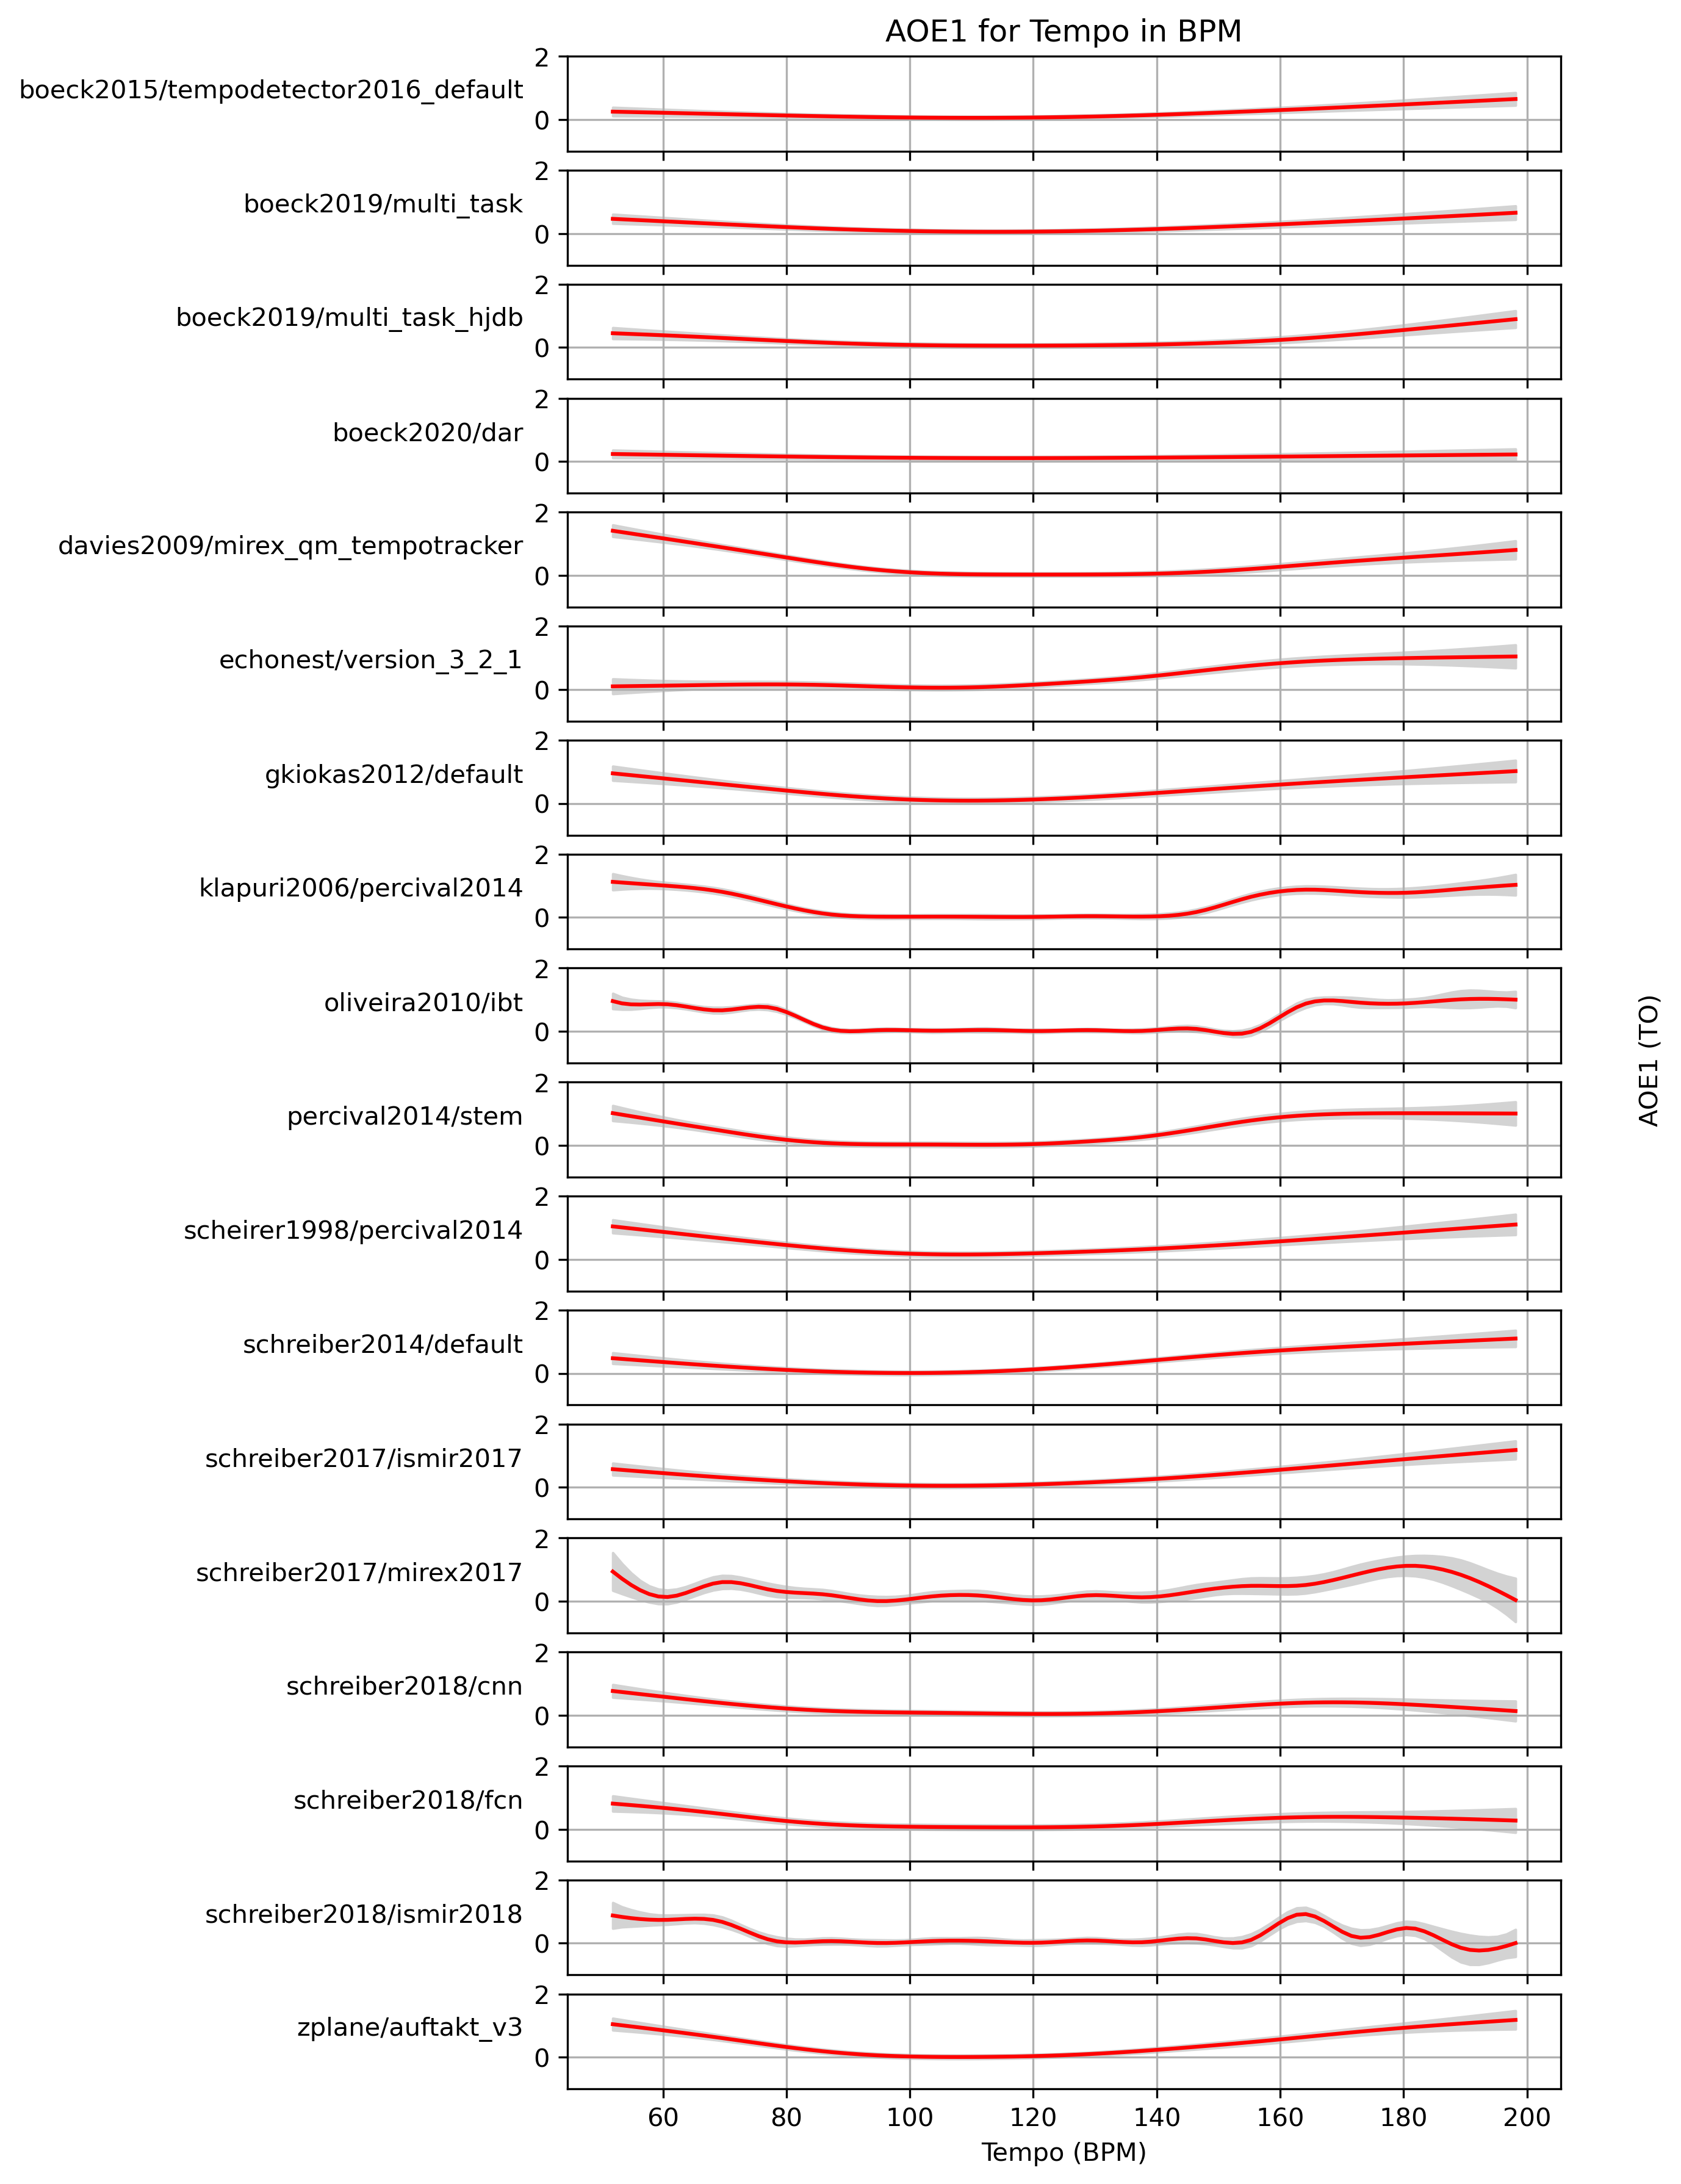 AOE1 for Tempo in BPM
boeck2015/tempodetector2016_default
2
0
boeck2019/multi_task
2
0
boeck2019/multi_task_hjdb
2
0
boeck2020/dar
2
0
davies2009/mirex_qm_tempotracker
2
0
echonest/version_3_2_1
2
0
gkiokas2012/default
2
0
klapuri2006/percival2014
2
0
oliveira2010/ibt
2
0
AOE1 (TO)
percival2014/stem
2
0
scheirer1998/percival2014
2
0
schreiber2014/default
2
0
schreiber2017/ismir2017
2
0
schreiber2017/mirex2017
2
0
schreiber2018/cnn
2
0
schreiber2018/fcn
2
0
schreiber2018/ismir2018
2
0
zplane/auftakt_v3
2
0
60 80 100 120 140 160 180 200
Tempo (BPM)